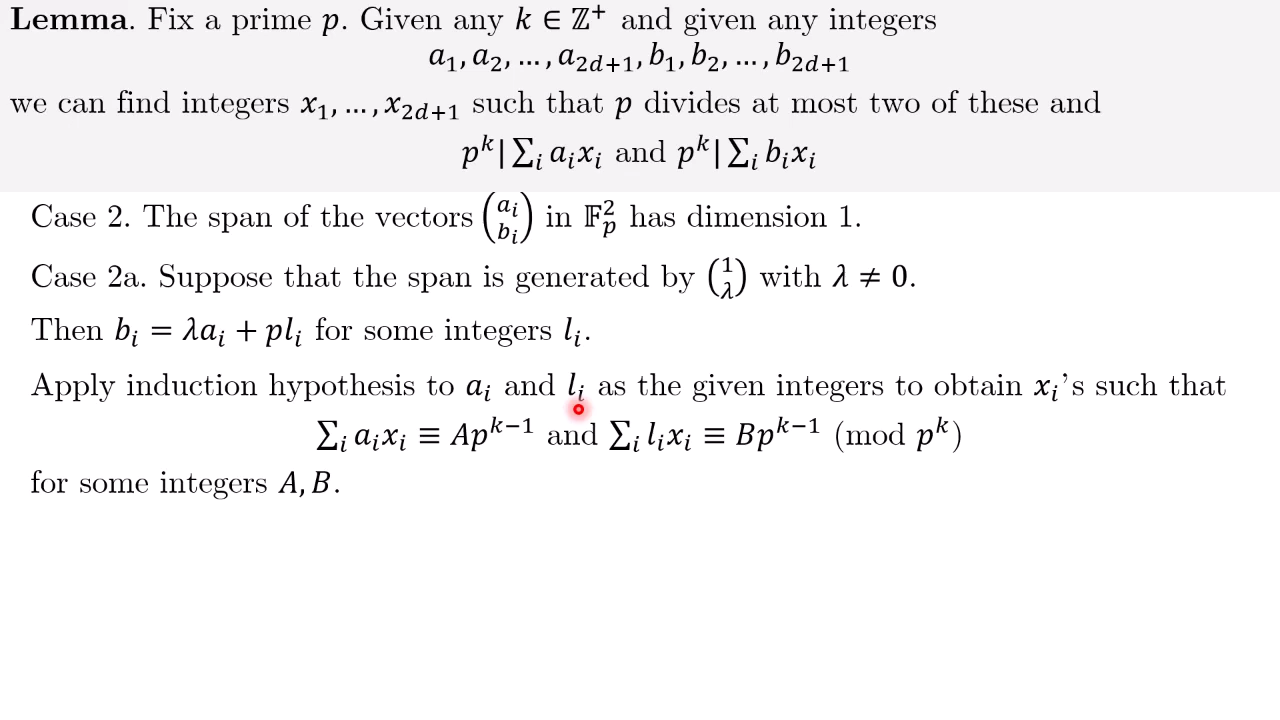 Lemma. Fix a prime p. Given any k ∈ ℤ⁺ and given any integers
a₁, a₂, …, a₂d₊₁, b₁, b₂, …, b₂d₊₁
we can find integers x₁, …, x₂d₊₁ such that p divides at most two of these and
pᵏ|∑ᵢ aᵢxᵢ and pᵏ|∑ᵢ bᵢxᵢ
Case 2. The span of the vectors (aᵢ bᵢ) in 𝔽ₚ² has dimension 1.
Case 2a. Suppose that the span is generated by (1 λ) with λ ≠ 0.
Then bᵢ = λaᵢ + plᵢ for some integers lᵢ.
Apply induction hypothesis to aᵢ and lᵢ as the given integers to obtain xᵢ's such that
∑ᵢ aᵢxᵢ ≡ Apᵏ⁻¹ and ∑ᵢ lᵢxᵢ ≡ Bpᵏ⁻¹ (mod pᵏ)
for some integers A, B.